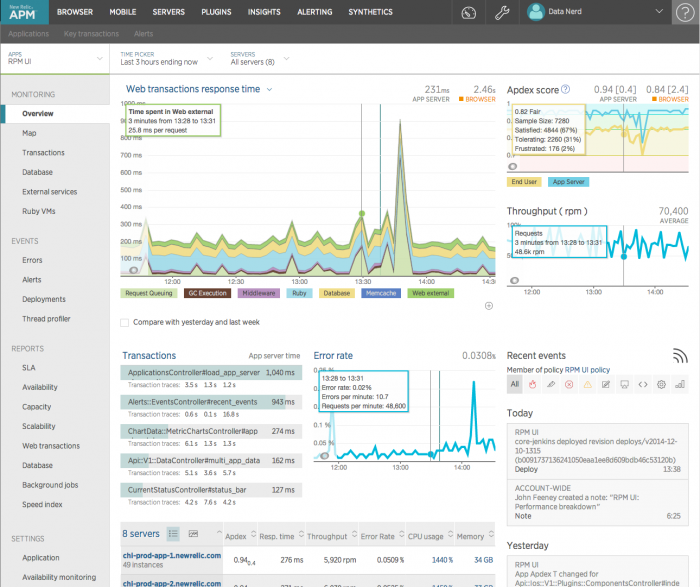 New Relic
APM
BROWSER
MOBILE
SERVERS
PLUGINS
INSIGHTS
ALERTING
SYNTHETICS
Data Nerd
?
Applications
Key transactions
Alerts
APPS
RPM UI
TIME PICKER
Last 3 hours ending now
SERVERS
All servers (8)
MONITORING
Overview
Map
Transactions
Database
External services
Ruby VMs
EVENTS
Errors
Alerts
Deployments
Thread profiler
REPORTS
SLA
Availability
Capacity
Scalability
Web transactions
Database
Background jobs
Speed index
SETTINGS
Application
Availability monitoring
Web transactions response time
231 ms
APP SERVER
2.46 s
BROWSER
Time spent in Web external
3 minutes from 13:28 to 13:31
25.8 ms per request
900 ms
800 ms
700 ms
600 ms
500 ms
400 ms
300 ms
200 ms
100 ms
12:00
12:30
13:00
13:30
14:00
14:30
Request Queuing
GC Execution
Middleware
Ruby
Database
Memcache
Web external
Compare with yesterday and last week
Apdex score
?
0.94 [0.4]
APP SERVER
0.84 [2.4]
BROWSER
0.82 Fair
Sample Size: 7280
Satisfied: 4844 (67%)
Tolerating: 2260 (31%)
Frustrated: 176 (2%)
End User
App Server
Throughput ( rpm )
70,400
AVERAGE
Requests
3 minutes from 13:28 to 13:31
48.6k rpm
12:00
13:00
14:00
Transactions
App server time
ApplicationsController#load_app_server
1,040 ms
Transaction traces: 3.5 s 1.3 s 1.2 s
Alerts::EventsController#recent_events
943 ms
Transaction traces: 0.6 s 0.1 s 16.8 s
ChartData::MetricChartsController#app
274 ms
Transaction traces: 6.1 s 1.3 s 1.3 s
Api::V1::DataController#multi_app_data
162 ms
Transaction traces: 5.1 s 3.6 s 3.6 s
CurrentStatusController#status_bar
127 ms
Transaction traces: 4.2 s 7.6 s 4.2 s
Error rate
0.0308%
13:28 to 13:31
Error rate: 0.02%
Errors per minute: 10.7
Requests per minute: 48,600
0.1 %
0.05 %
12:00
13:00
14:00
Recent events
Member of policy RPM UI policy
All
Today
RPM UI
core-jenkins deployed revision deploys/v2014-12-
10-1315
(b0091737136241050eaa1ee8d609bdb46c53120b)
Deploy
13:38
ACCOUNT-WIDE
John Feeney created a note: "RPM UI:
Performance breakdown"
Note
6:25
Yesterday
RPM UI
App Apdex T changed for
Api::Ios::V1::Plugins::ComponentsController#inde
8 servers
Apdex
Resp. time
Throughput
Error Rate
CPU usage
Memory
chi-prod-app-1.newrelic.com
49 instances
0.94 0.4
276 ms
5,920 rpm
0.0509 %
1440 %
34 GB